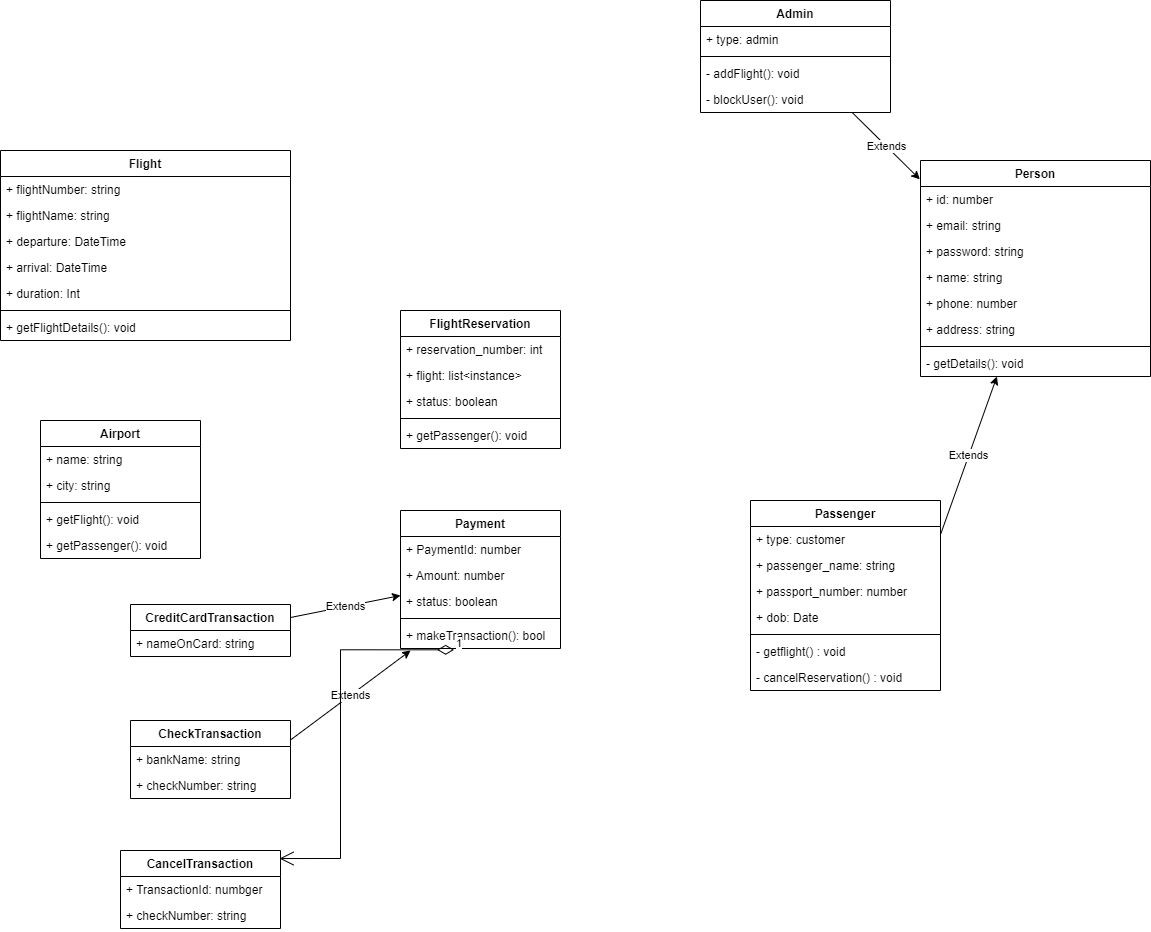 Admin
+ type: admin
- addFlight(): void
- blockUser(): void
Extends
Flight
+ flightNumber: string
+ flightName: string
+ departure: DateTime
+ arrival: DateTime
+ duration: Int
+ getFlightDetails(): void
Person
+ id: number
+ email: string
+ password: string
+ name: string
+ phone: number
+ address: string
- getDetails(): void
FlightReservation
+ reservation_number: int
+ flight: list<instance>
+ status: boolean
+ getPassenger(): void
Airport
+ name: string
+ city: string
+ getFlight(): void
+ getPassenger(): void
Extends
Payment
+ PaymentId: number
+ Amount: number
+ status: boolean
+ makeTransaction(): bool
1
Passenger
+ type: customer
+ passenger_name: string
+ passport_number: number
+ dob: Date
- getflight() : void
- cancelReservation() : void
CreditCardTransaction
+ nameOnCard: string
Extends
Extends
CheckTransaction
+ bankName: string
+ checkNumber: string
CancelTransaction
+ TransactionId: numbger
+ checkNumber: string